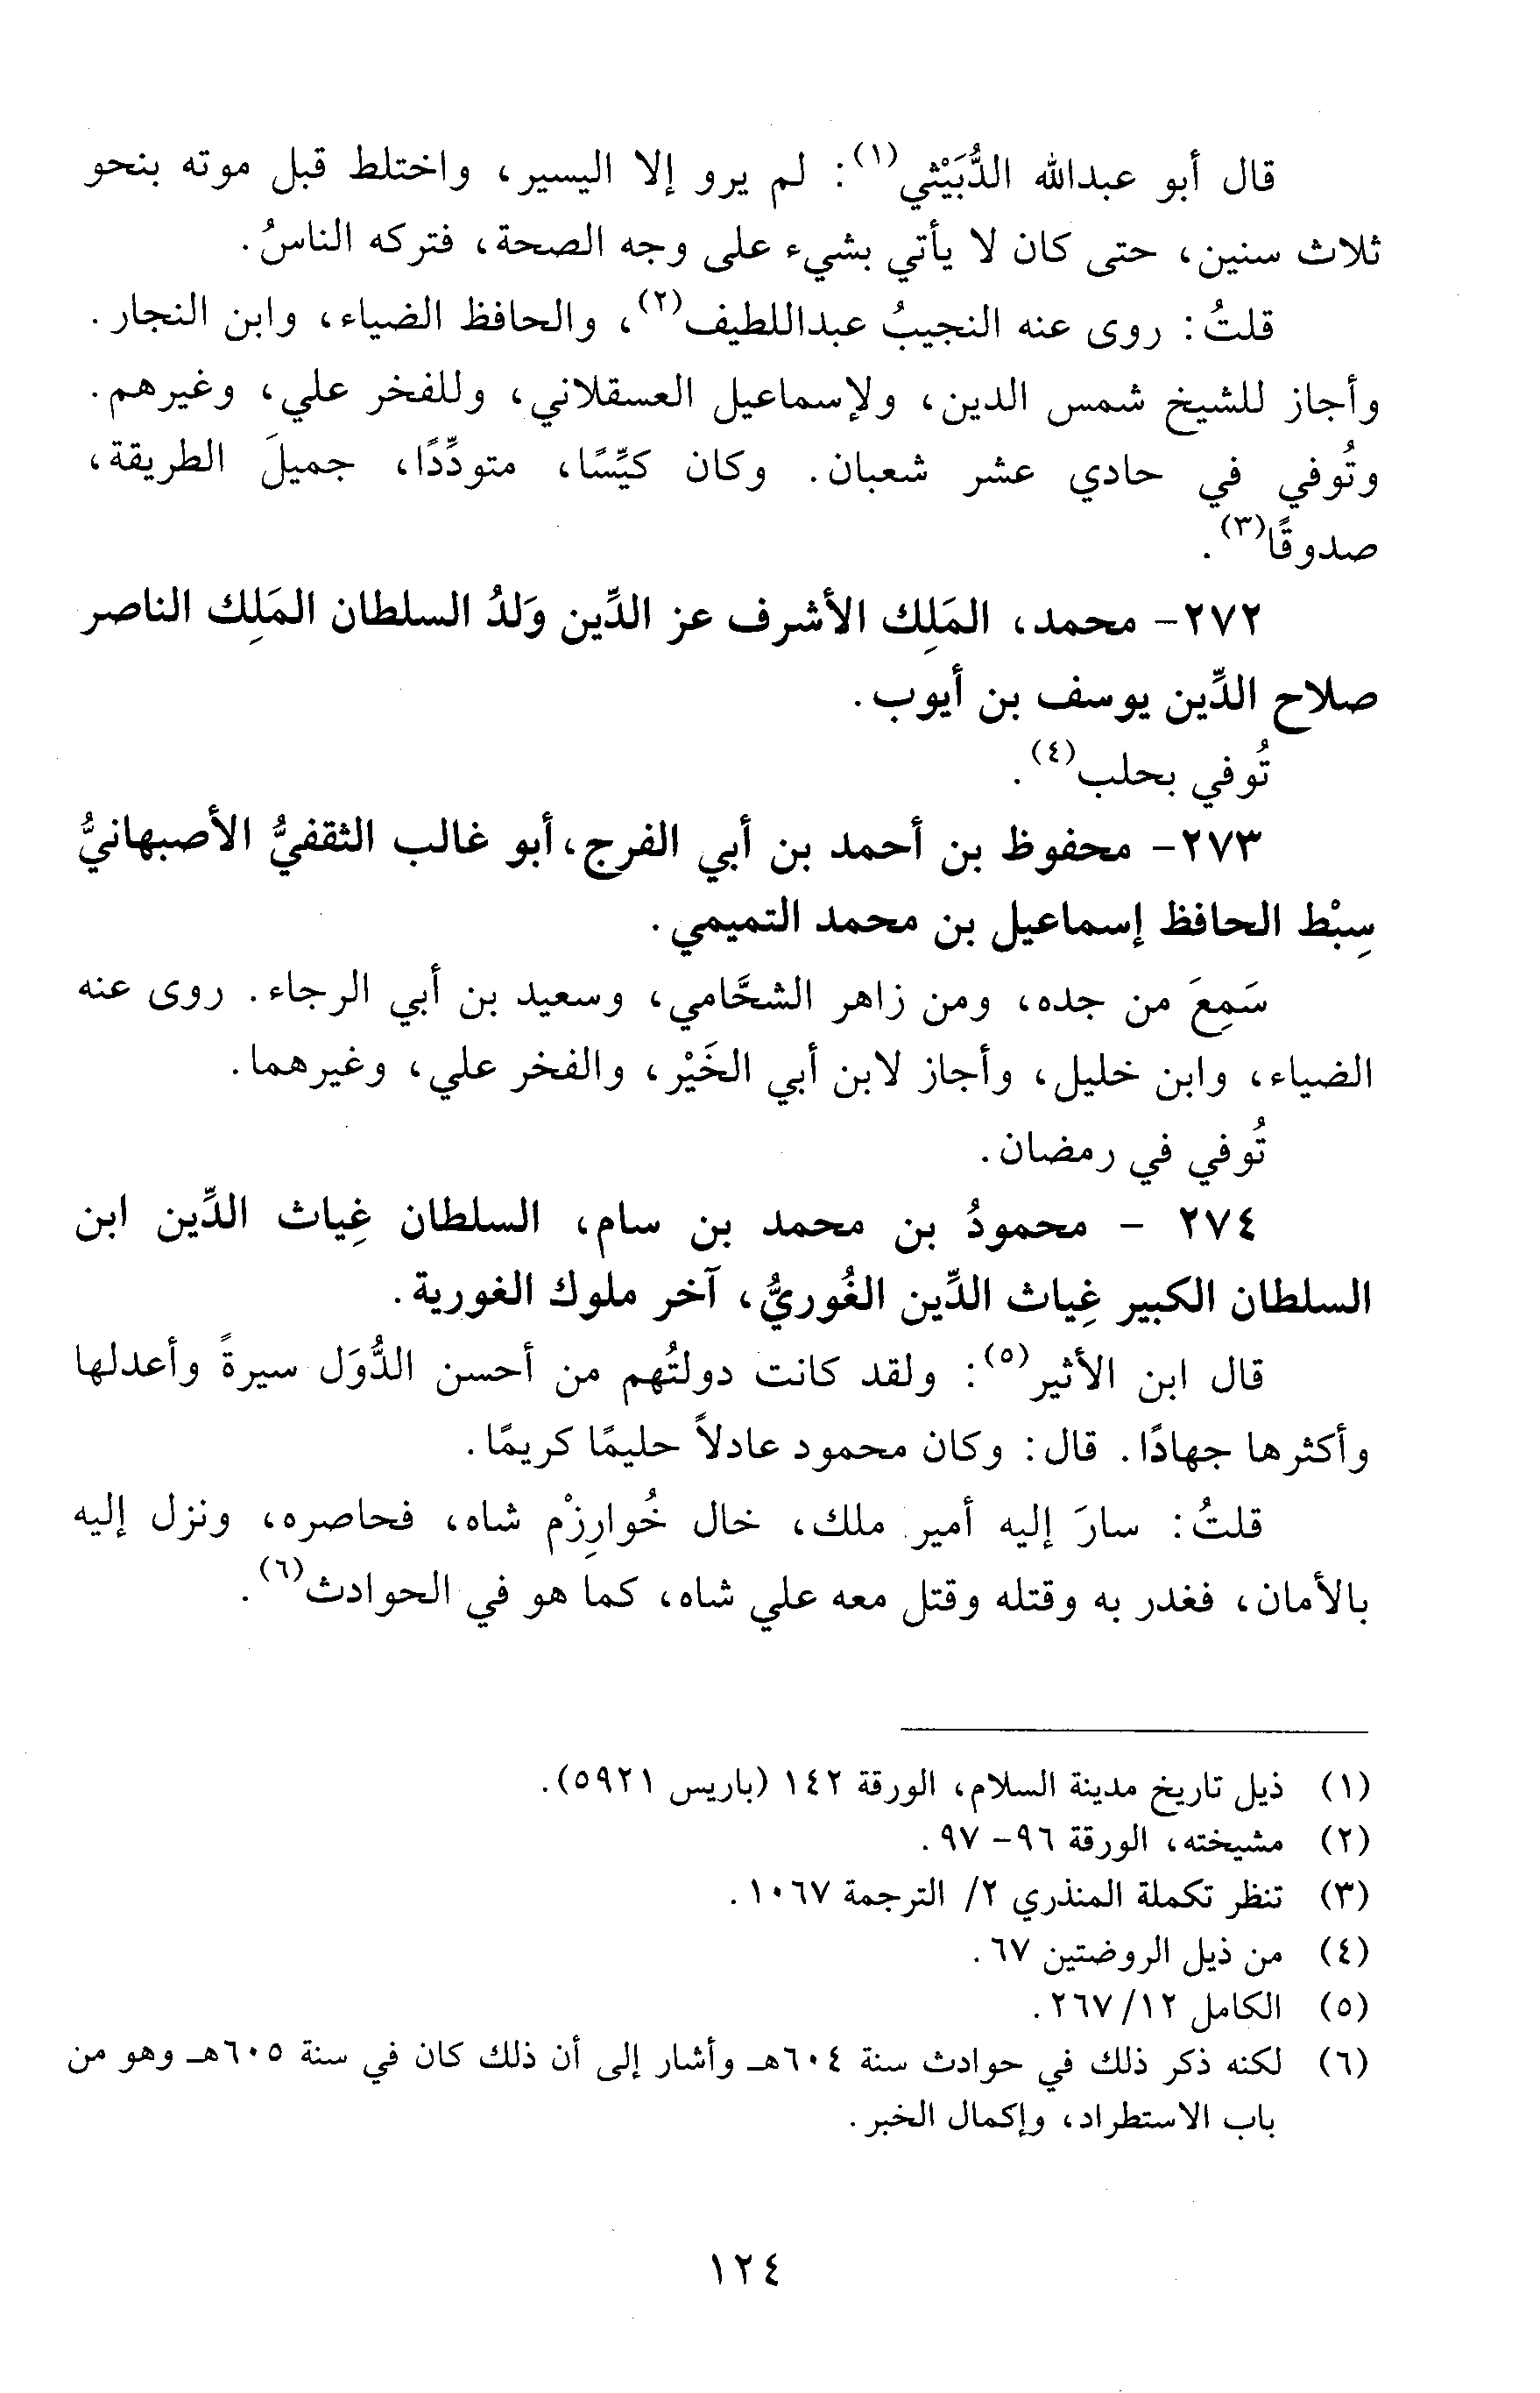 قال أبو عبدالله الدُّبَيْثي(١): لم يرو إلا اليسير، واختلط قبل موته بنحو
ثلاث سنين، حتى كان لا يأتي بشيء على وجه الصحة، فتركه الناسُ.
قلتُ: روى عنه النجيبُ عبداللطيف(٢)، والحافظ الضياء، وابن النجار.
وأجاز للشيخ شمس الدين، ولإسماعيل العسقلاني، وللفخر علي، وغيرهم.
وتُوفي في حادي عشر شعبان. وكان كيِّسًا، متودِّدًا، جميلَ الطريقة،
صدوقًا(٣).
٢٧٢- محمد، المَلِك الأشرف عز الدِّين وَلدُ السلطان المَلِك الناصر
صلاح الدِّين يوسف بن أيوب.
تُوفي بحلب(٤).
٢٧٣- محفوظ بن أحمد بن أبي الفرج، أبو غالب الثقفيُّ الأصبهانيُّ
سِبْط الحافظ إسماعيل بن محمد التميمي.
سَمِعَ من جده، ومن زاهر الشحَّامي، وسعيد بن أبي الرجاء. روى عنه
الضياء، وابن خليل، وأجاز لابن أبي الخَيْر، والفخر علي، وغيرهما.
تُوفي في رمضان.
٢٧٤ - محمودُ بن محمد بن سام، السلطان غِياث الدِّين ابن
السلطان الكبير غِياث الدِّين الغُوريُّ، آخر ملوك الغورية.
قال ابن الأثير(٥): ولقد كانت دولتُهم من أحسن الدُّوَل سيرةً وأعدلها
وأكثرها جهادًا. قال: وكان محمود عادلاً حليمًا كريمًا.
قلتُ: سارَ إليه أمير ملك، خال خُوارِزْم شاه، فحاصره، ونزل إليه
بالأمان، فغدر به وقتله وقتل معه علي شاه، كما هو في الحوادث(٦).
(١) ذيل تاريخ مدينة السلام، الورقة ١٤٢ (باريس ٥٩٢١).
(٢) مشيخته، الورقة ٩٦- ٩٧.
(٣) تنظر تكملة المنذري ٢/ الترجمة ١٠٦٧.
(٤) من ذيل الروضتين ٦٧.
(٥) الكامل ١٢/ ٢٦٧.
(٦) لكنه ذكر ذلك في حوادث سنة ٦٠٤هـ وأشار إلى أن ذلك كان في سنة ٦٠٥هـ وهو من
باب الاستطراد، وإكمال الخبر.
١٢٤